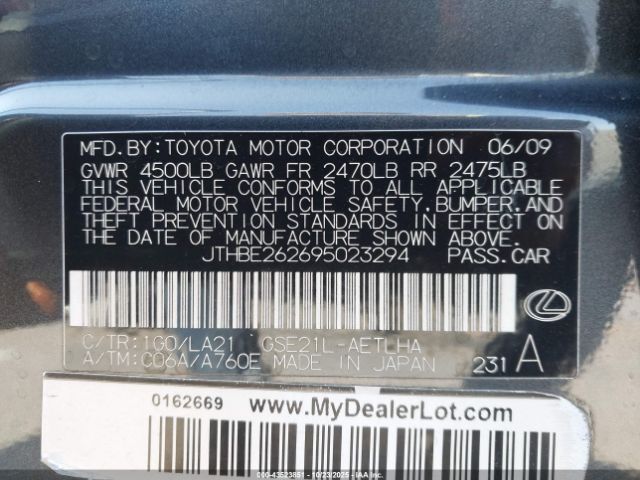 MFD.BY:TOYOTA MOTOR CORPORATION 06/09
GVWR 4500LB GAWR FR 2470LB RR 2475LB
THIS VEHICLE CONFORMS TO ALL APPLICABLE
FEDERAL MOTOR VEHICLE SAFETY,BUMPER,AND
THEFT PREVENTION STANDARDS IN EFFECT ON
THE DATE OF MANUFACTURE SHOWN ABOVE.
JTHBE262695023294 PASS.CAR
C/TR:1G0/LA21 GSE21L-AETLHA
A/TM:C06A/A760E MADE IN JAPAN 231 A
0162669 www.MyDealerLot.com
000-43523851 - 10/23/2025 - IAAI.COM